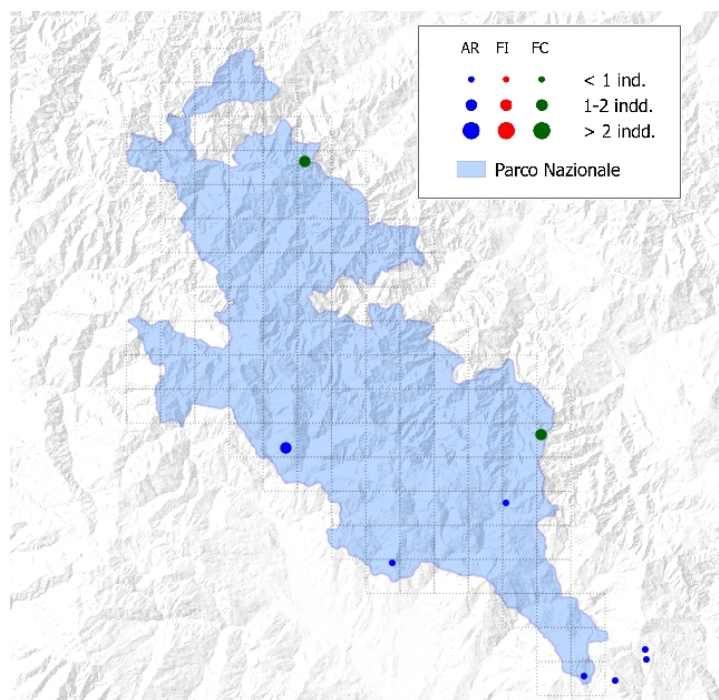 AR FI FC
< 1 ind.
1-2 indd.
> 2 indd.
Parco Nazionale